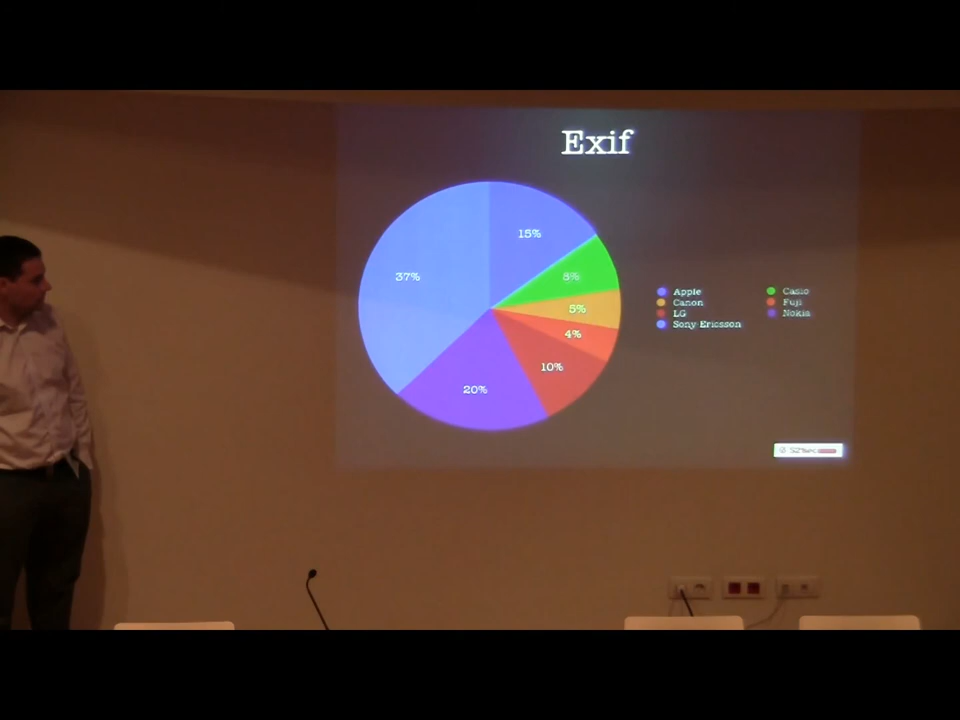 Exif
15%
37%
8%
5%
4%
10%
20%
Apple
Casio
Canon
Fuji
LG
Nokia
Sony Ericsson